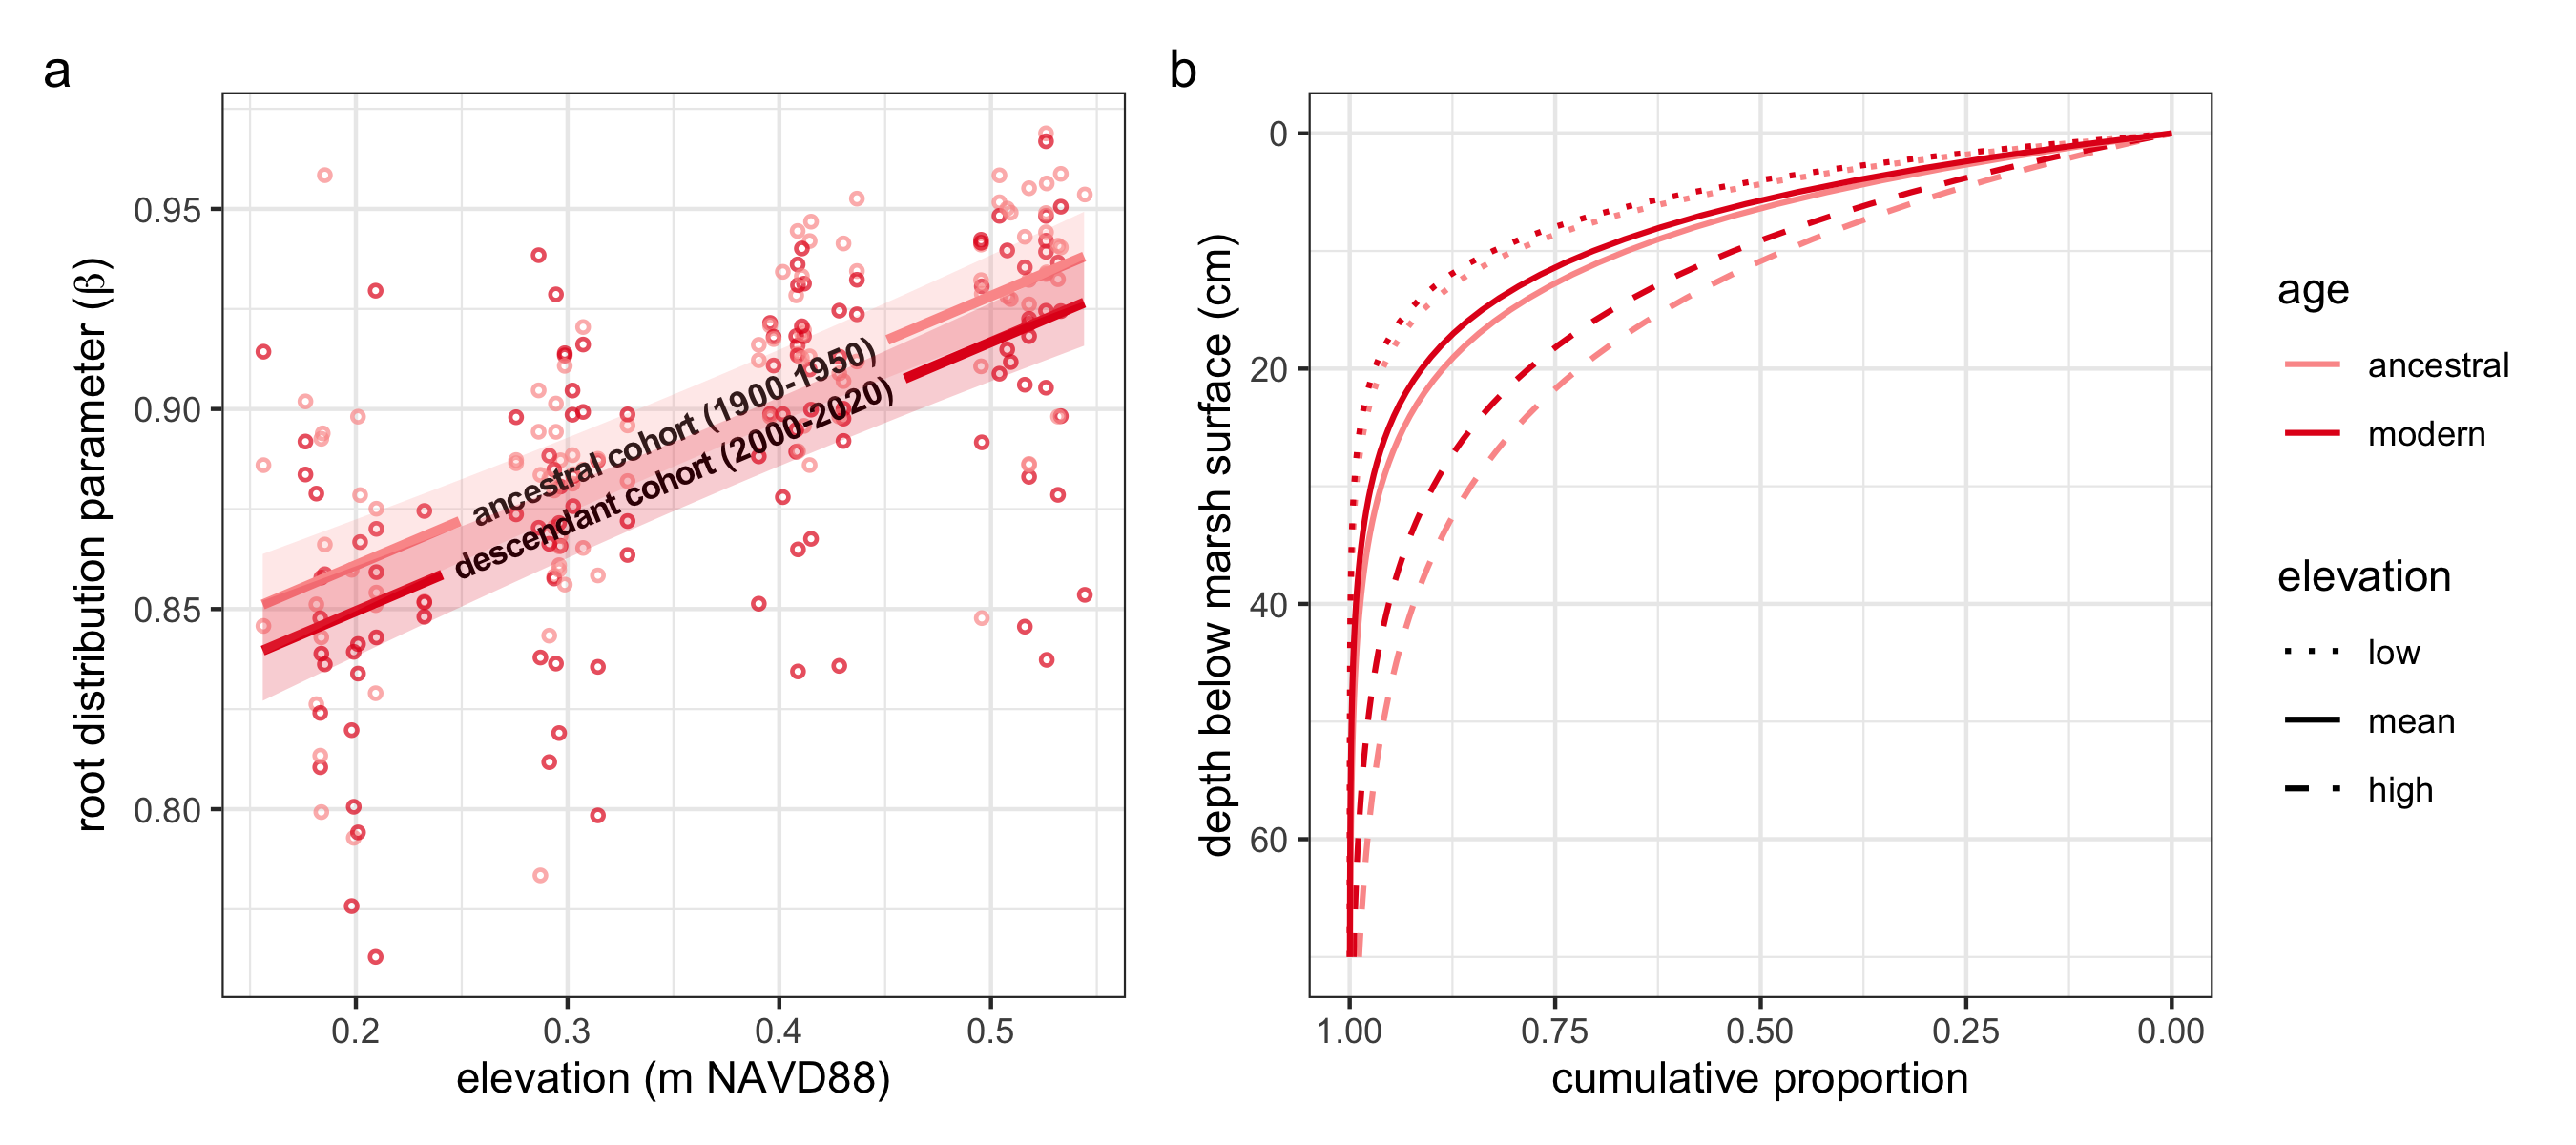 a
root distribution parameter (β)
0.95
0.90
0.85
0.80
ancestral cohort (1900-1950)
descendant cohort (2000-2020)
0.2 0.3 0.4 0.5
elevation (m NAVD88)
b
depth below marsh surface (cm)
0
20
40
60
1.00 0.75 0.50 0.25 0.00
cumulative proportion
age
ancestral
modern
elevation
low
mean
high